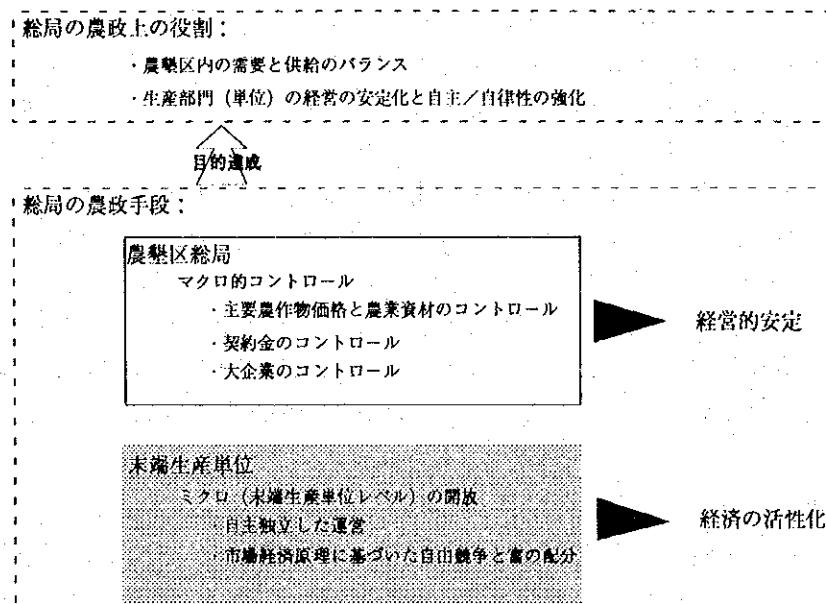 総局の農政上の役割：
・農墾区内の需要と供給のバランス
・生産部門（単位）の経営の安定化と自主／自律性の強化
目的達成
総局の農政手段：
農墾区総局
マクロ的コントロール
・主要農作物価格と農業資材のコントロール
・契約金のコントロール
・大企業のコントロール
経営的安定
末端生産単位
ミクロ（末端生産単位レベル）の開放
・自主独立した運営
・市場経済原理に基づいた自由競争と富の配分
経済の活性化